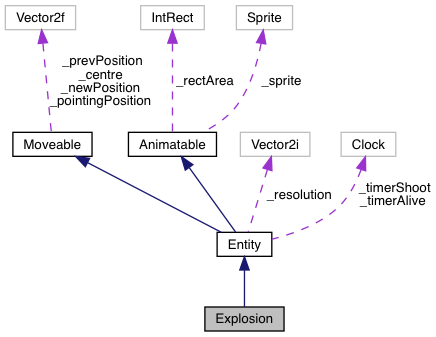 Vector2f
IntRect
Sprite
_prevPosition
_centre
_newPosition
_pointingPosition
_rectArea
_sprite
Moveable
Animatable
Vector2i
Clock
_resolution
_timerShoot
_timerAlive
Entity
Explosion